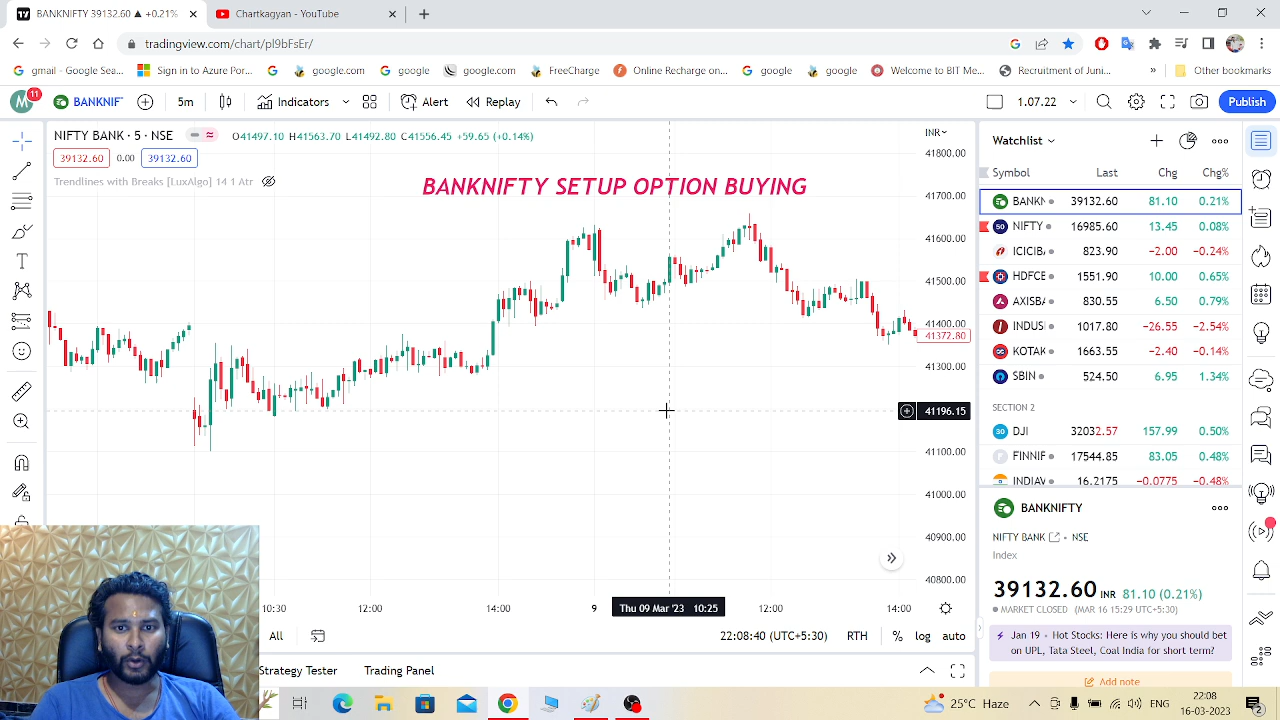 BANKNIFTY 39132.60 ▲ +0.21%
Chartkagyan - YouTube
tradingview.com/chart/pl9bFsEr/
gmail - Google Sear...
Sign in to Azure Por...
google
google
google.com
FreeCharge
Online Recharge or...
google
google
Welcome to BIT Me...
Recruitment of Juni...
»
Other bookmarks
M 11
BANKNIF
5m
Indicators
Alert
Replay
1.07.22
Publish
NIFTY BANK · 5 · NSE
O41497.10 H41563.70 L41492.80 C41556.45 +59.65 (+0.14%)
INR
39132.60 0.00 39132.60
Trendlines with Breaks [LuxAlgo] 14 1 Atr
BANKNIFTY SETUP OPTION BUYING
41800.00
41700.00
41600.00
41500.00
41400.00
41372.80
41300.00
41196.15
41100.00
41000.00
40900.00
40800.00
10:30 12:00 14:00 9 Thu 09 Mar '23 10:25 12:00 14:00
All
22:08:40 (UTC+5:30) RTH % log auto
Strategy Tester Trading Panel
Watchlist
Symbol Last Chg Chg%
BANKN 39132.60 81.10 0.21%
NIFTY 16985.60 13.45 0.08%
ICICIBA 823.90 −2.00 −0.24%
HDFCB 1551.90 10.00 0.65%
AXISBA 830.55 6.50 0.79%
INDUS 1017.80 −26.55 −2.54%
KOTAK 1663.55 −2.40 −0.14%
SBIN 524.50 6.95 1.34%
SECTION 2
DJI 32032.57 157.99 0.50%
FINNIF 17544.85 83.05 0.48%
INDIAV 16.2175 −0.0775 −0.48%
BANKNIFTY
NIFTY BANK · NSE
Index
39132.60 INR 81.10 (0.21%)
MARKET CLOSED (MAR 16 15:29 UTC+5:30)
Jan 19 • Hot Stocks: Here is why you should bet
on UPL, Tata Steel, Coal India for short term?
Add note
25°C Haze
22:08
16-03-2023
2